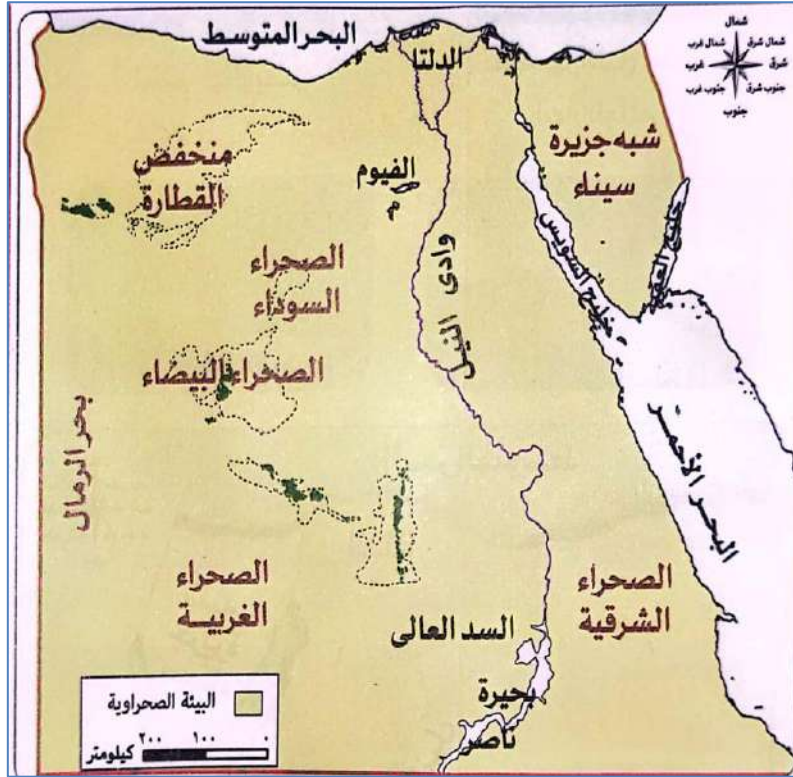 البحر المتوسط
الدلتا
شمال
شمال غرب
شمال شرق
غرب
شرق
جنوب غرب
جنوب شرق
جنوب
شبه جزيرة
سيناء
منخفض
القطارة
الفيوم
وادى النيل
خليج السويس
خليج العقبة
الصحراء
السوداء
الصحراء البيضاء
بحر الرمال
البحر الأحمر
الصحراء
الغربية
الصحراء
الشرقية
السد العالى
بحيرة
ناصر
البيئة الصحراوية
٢٠٠ ١٠٠ ٠
كيلومتر